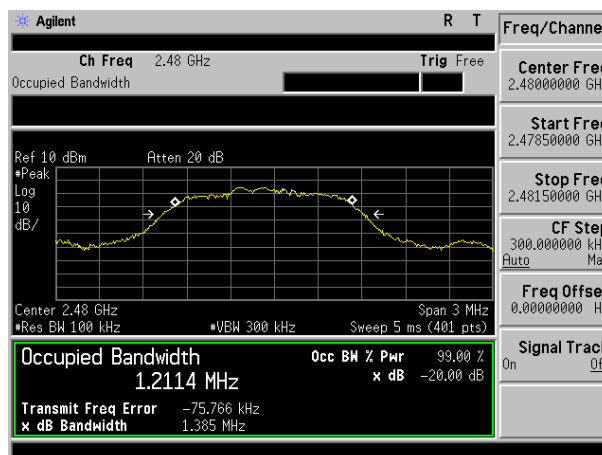 Agilent
R T
Ch Freq 2.48 GHz Trig Free
Occupied Bandwidth
Ref 10 dBm Atten 20 dB
#Peak
Log
10
dB/
Center 2.48 GHz Span 3 MHz
#Res BW 100 kHz #VBW 300 kHz Sweep 5 ms (401 pts)
Occupied Bandwidth
1.2114 MHz
Occ BW % Pwr 99.00 %
x dB -20.00 dB
Transmit Freq Error -75.766 kHz
x dB Bandwidth 1.385 MHz
Freq/Channe
Center Fre
2.48000000 GH
Start Fre
2.47850000 GH
Stop Fre
2.48150000 GH
CF Ste
300.000000 kH
Auto Ma
Freq Offse
0.00000000 H
Signal Trac
On Of